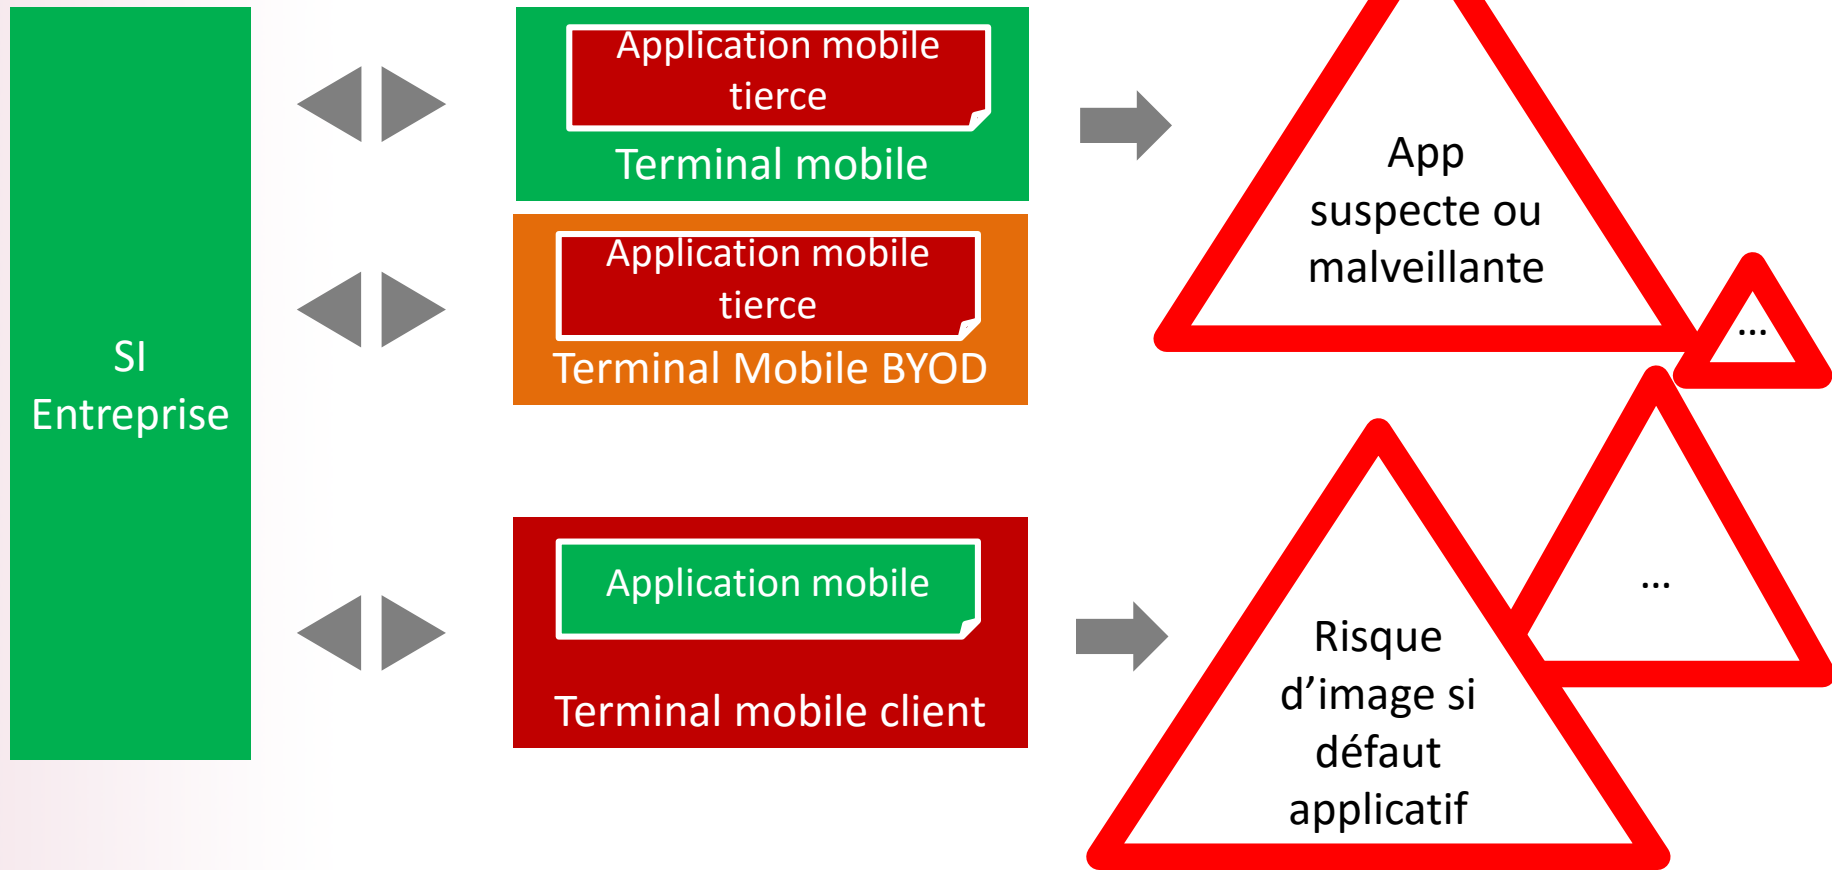 SI
Entreprise
Application mobile
tierce
Terminal mobile
Application mobile
tierce
Terminal Mobile BYOD
Application mobile
Terminal mobile client
App
suspecte ou
malveillante
...
...
Risque
d’image si
défaut
applicatif